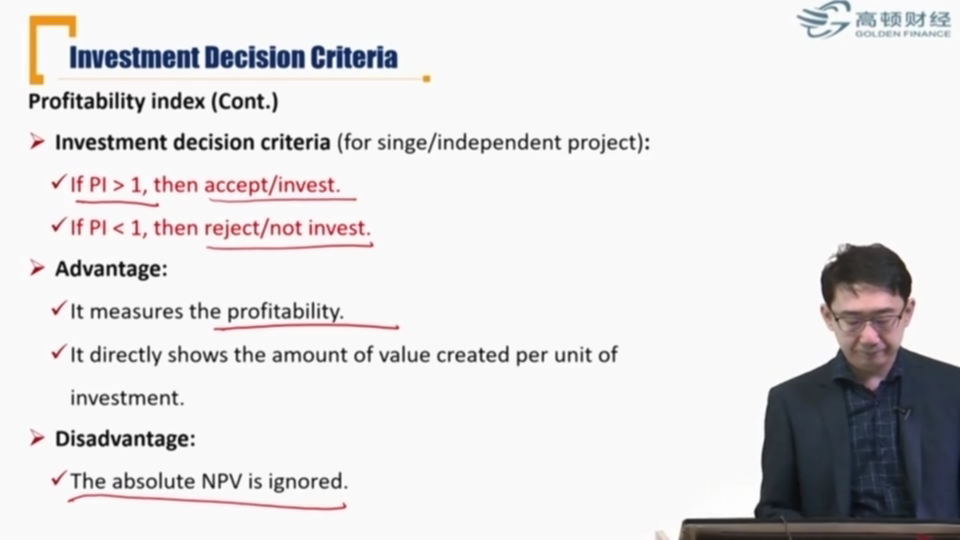 高顿财经
GOLDEN FINANCE
Investment Decision Criteria
Profitability index (Cont.)
Investment decision criteria (for singe/independent project):
If PI > 1, then accept/invest.
If PI < 1, then reject/not invest.
Advantage:
It measures the profitability.
It directly shows the amount of value created per unit of
investment.
Disadvantage:
The absolute NPV is ignored.